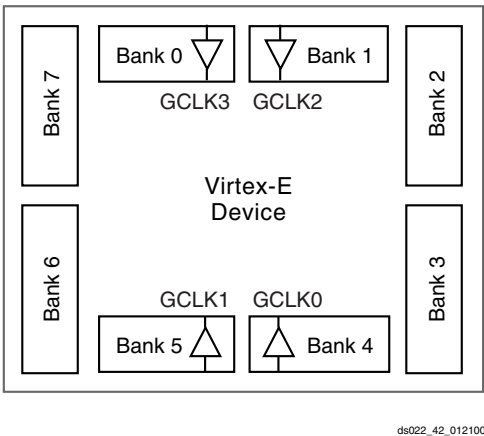 Bank 0
Bank 1
GCLK3
GCLK2
Bank 7
Bank 2
Virtex-E
Device
Bank 6
Bank 3
GCLK1
GCLK0
Bank 5
Bank 4
ds022_42_012100